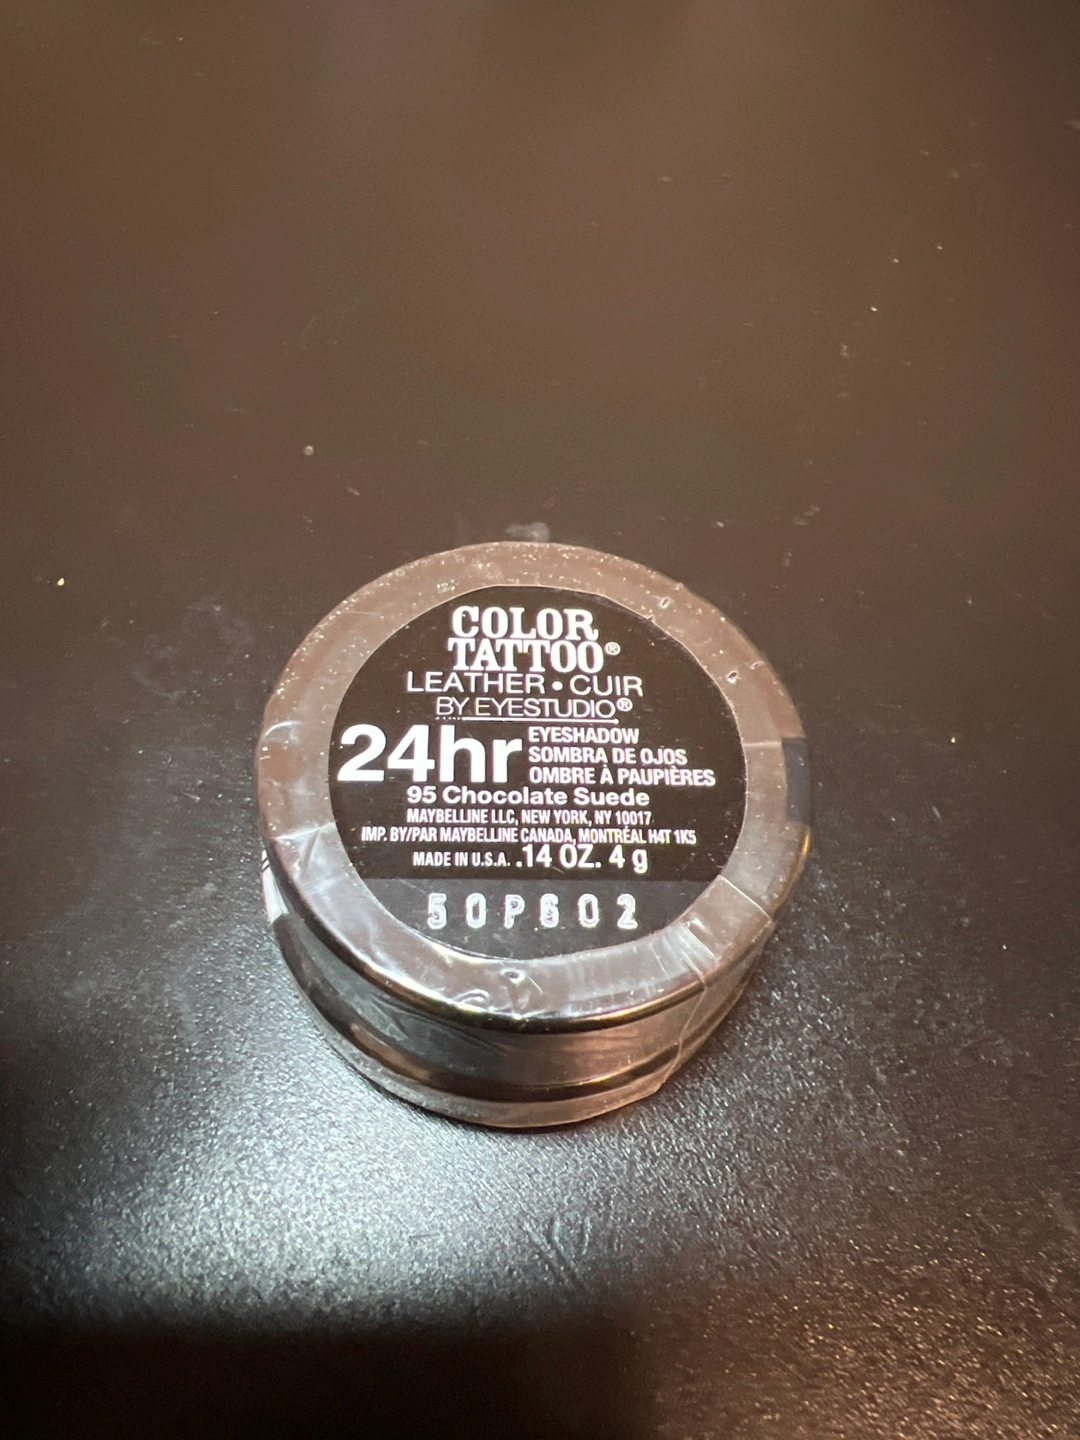 COLOR
TATTOO®
LEATHER • CUIR
BY EYESTUDIO®
24hr
EYESHADOW
SOMBRA DE OJOS
OMBRE À PAUPIÈRES
95 Chocolate Suede
MAYBELLINE LLC, NEW YORK, NY 10017
IMP. BY/PAR MAYBELLINE CANADA, MONTRÉAL H4T 1K5
MADE IN U.S.A. .14 OZ. 4 g